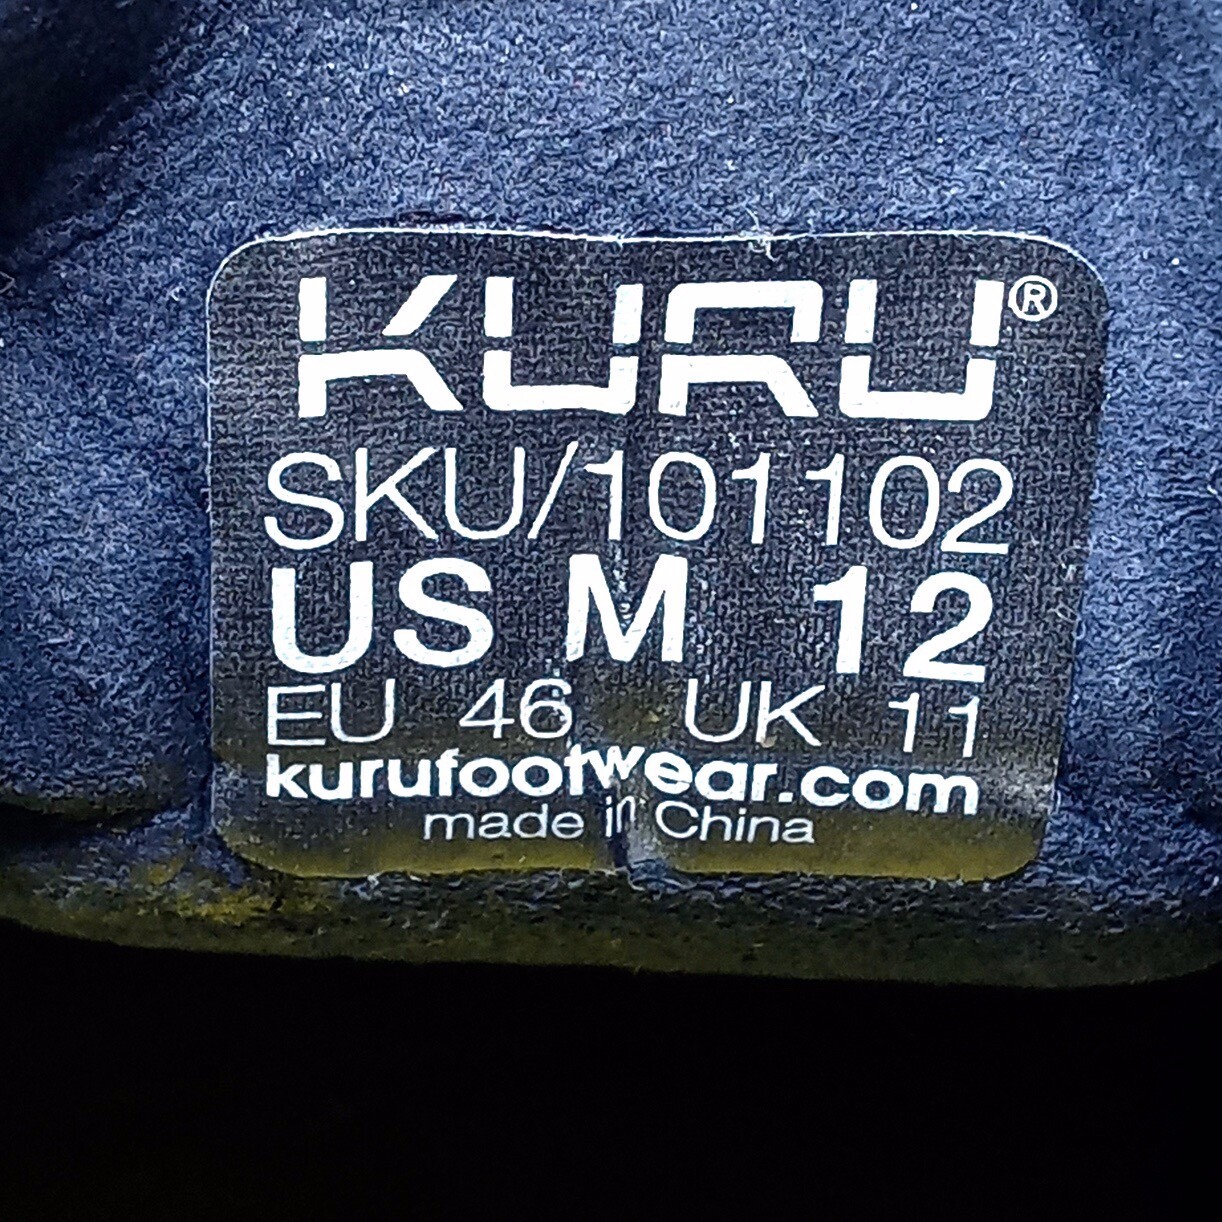 KURU®
SKU/101102
US M 12
EU 46 UK 11
kurufootwear.com
made in China